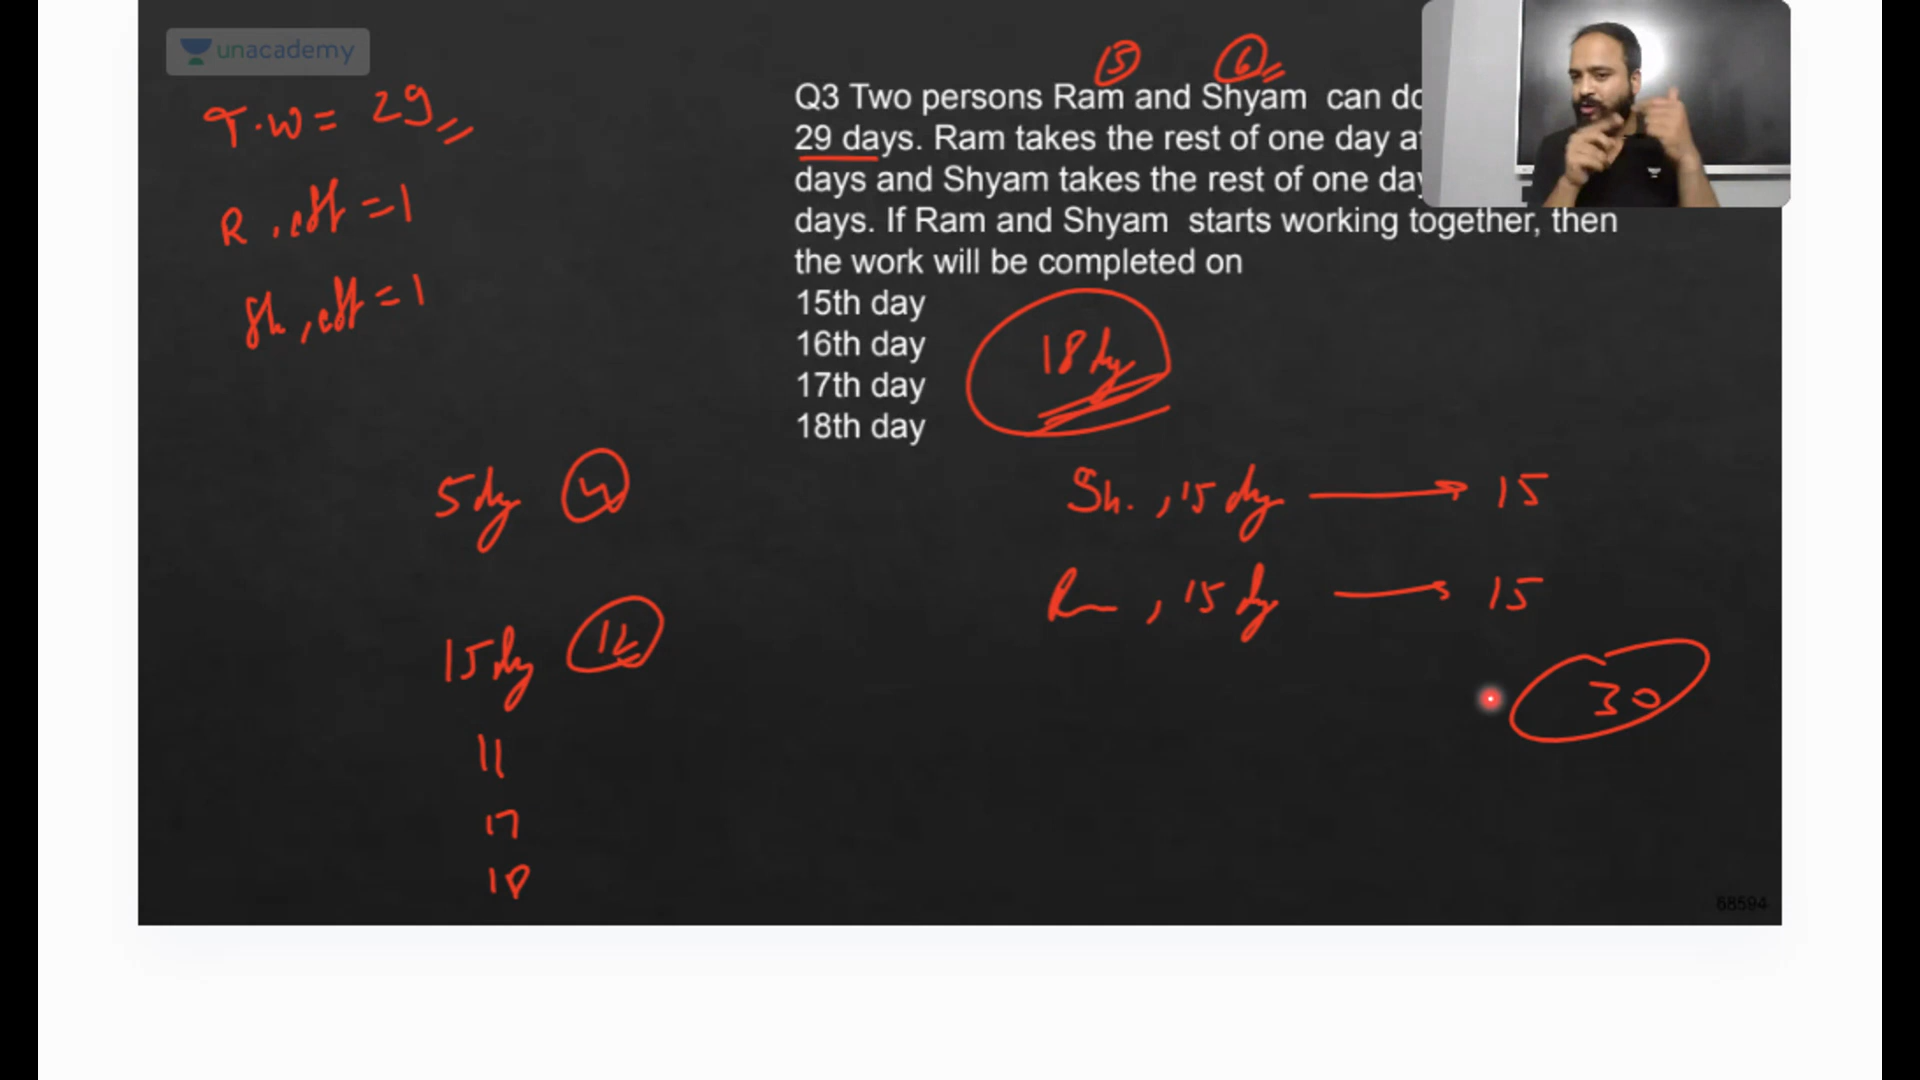 unacademy
T.W = 29
R, eff = 1
Sh, eff = 1
5 6
Q3 Two persons Ram and Shyam can do
29 days. Ram takes the rest of one day
days and Shyam takes the rest of one day
days. If Ram and Shyam starts working together, then
the work will be completed on
15th day
16th day
17th day
18th day
18 day
5 day 4
15 day 12
11
17
18
Sh., 15 day → 15
R, 15 day → 15
30
58594